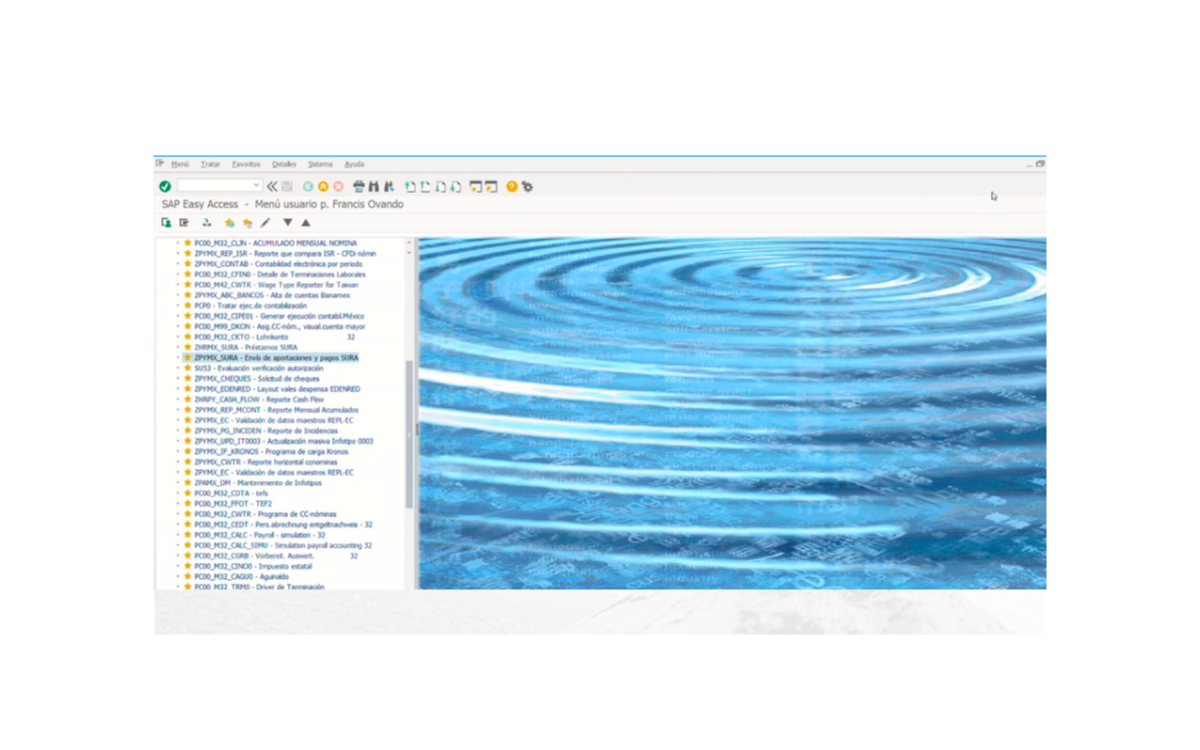 Menú Tratar Favoritos Detalles Sistema Ayuda
SAP Easy Access - Menú usuario p. Francis Ovando
PC00_M32_CLJN - ACUMULADO MENSUAL NOMINA
ZPYMX_REP_ISR - Reporte que compara ISR - CFDi nómin
ZPYMX_CONTAB - Contabilidad electrónica por periodo
PC00_M32_CFIN0 - Detalle de Terminaciones Laborales
PC00_M42_CWTR - Wage Type Reporter for Taiwan
ZPYMX_ABC_BANCOS - Alta de cuentas Banamex
PCP0 - Tratar ejec.de contabilización
PC00_M32_CIPE01 - Generar ejecución contabil.México
PC00_M99_DKON - Asig.CC-nóm., visual.cuenta mayor
PC00_M32_CKTO - Lohnkonto 32
ZHRMX_SURA - Préstamos SURA
ZPYMX_SURA - Envío de aportaciones y pagos SURA
SU53 - Evaluación verificación autorización
ZPYMX_CHEQUES - Solicitud de cheques
ZPYMX_EDENRED - Layout vales despensa EDENRED
ZHRPY_CASH_FLOW - Reporte Cash Flow
ZPYMX_REP_MCONT - Reporte Mensual Acumulados
ZPYMX_EC - Validación de datos maestros REPL-EC
ZPYMX_PG_INCIDEN - Reporte de Incidencias
ZPYMX_UPD_IT0003 - Actualización masiva Infotipo 0003
ZPYMX_IF_KRONOS - Programa de carga Kronos
ZPYMX_CWTR - Reporte horizontal ccnominas
ZPYMX_EC - Validación de datos maestros REPL-EC
ZPAMX_DM - Mantenimiento de Infotipos
PC00_M32_CDTA - tefs
PC00_M32_FFOT - TEF2
PC00_M32_CWTR - Programa de CC-nóminas
PC00_M32_CEDT - Pers.abrechnung entgeltnachweis - 32
PC00_M32_CALC - Payroll - simulation - 32
PC00_M32_CALC_SIMU - Simulation payroll accounting 32
PC00_M32_CORB - Vorbereit. Auswert. 32
PC00_M32_CINO0 - Impuesto estatal
PC00_M32_CAGU0 - Aguinaldo
PC00_M32_TRM0 - Driver de Terminación